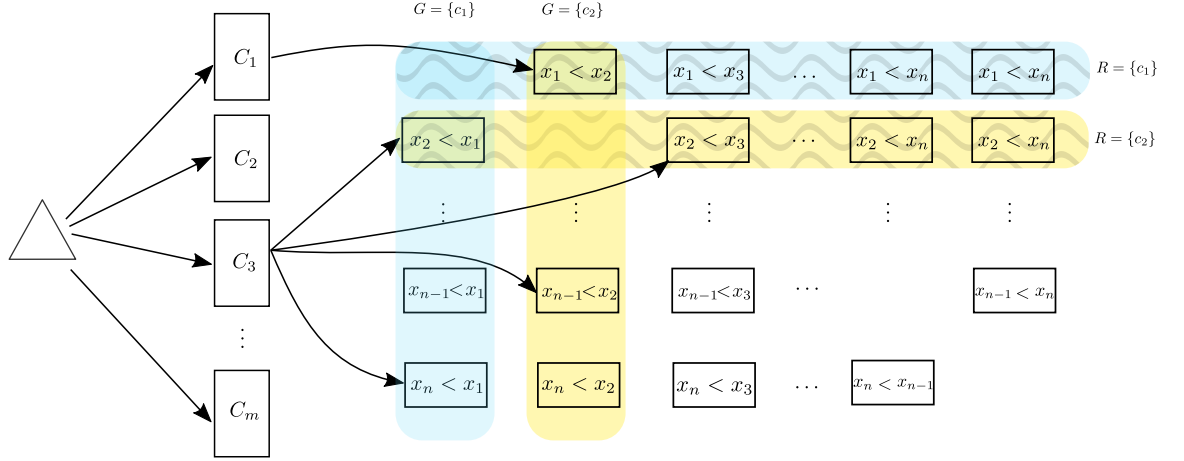 G = {c₁} G = {c₂}
C₁ x₁ < x₂ x₁ < x₃ ... x₁ < xₙ x₁ < xₙ R = {c₁}
C₂ x₂ < x₁ x₂ < x₃ ... x₂ < xₙ x₂ < xₙ R = {c₂}
⋮ ⋮ ⋮ ⋮ ⋮
C₃ xₙ₋₁<x₁ xₙ₋₁<x₂ xₙ₋₁<x₃ ... xₙ₋₁ < xₙ
⋮
Cₘ xₙ < x₁ xₙ < x₂ xₙ < x₃ ... xₙ < xₙ₋₁